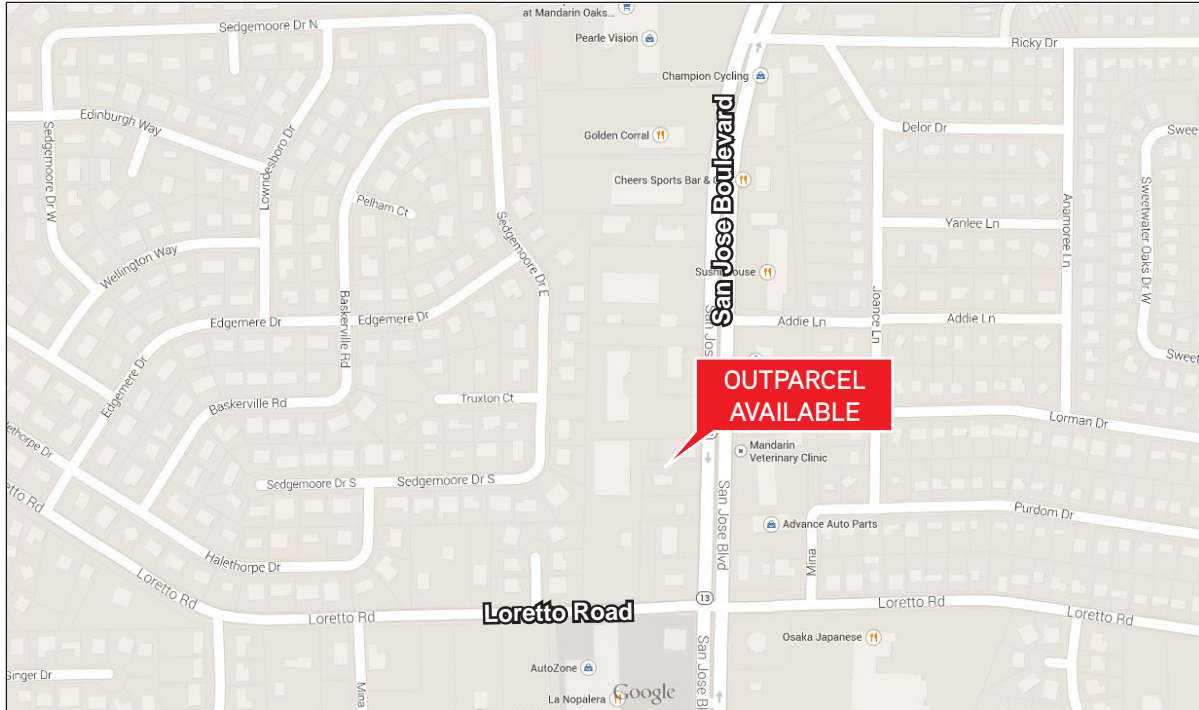 at Mandarin Oaks...
Sedgemoore Dr N
Pearle Vision
Ricky Dr
Champion Cycling
Edinburgh Way
Golden Corral
Delor Dr
Sweet
Sedgemoore Dr W
Lowndesboro Dr
San Jose Boulevard
Cheers Sports Bar &
Pelham Ct
Sedgemoore Dr E
Yanlee Ln
Anamoree Ln
Sweetwater Oaks Dr W
Wellington Way
Baskerville Rd
Sushi House
Joance Ln
Edgemere Dr
Edgemere Dr
San Jos
Addie Ln
Addie Ln
Sweet
Edgemere Dr
OUTPARCEL
AVAILABLE
Truxton Ct
Baskerville Rd
Lorman Dr
alethorpe Dr
Mandarin
Veterinary Clinic
Sedgemoore Dr S
Sedgemoore Dr S
etto Rd
San Jose Blvd
Purdom Dr
Advance Auto Parts
Halethorpe Dr
Mina
Loretto Rd
13
Loretto Rd
Loretto Road
Loretto Rd
Loretto Rd
Osaka Japanese
San Jose Bl
AutoZone
Singer Dr
Mina
La Nopalera
Google